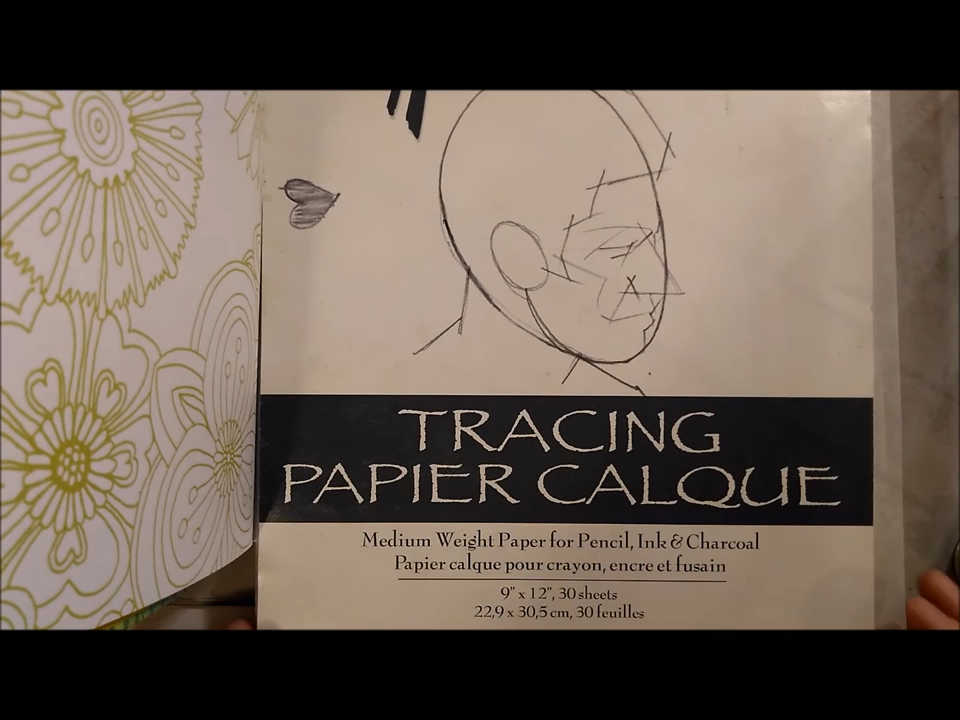 TRACING
PAPIER CALQUE
Medium Weight Paper for Pencil, Ink & Charcoal
Papier calque pour crayon, encre et fusain
9" x 12", 30 sheets
22,9 x 30,5 cm, 30 feuilles